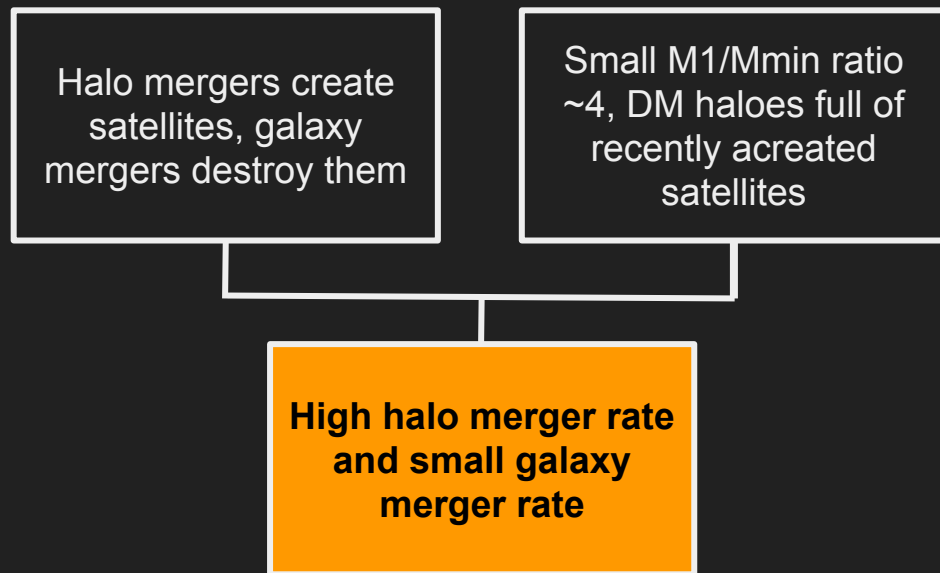 Halo mergers create
satellites, galaxy
mergers destroy them
Small M1/Mmin ratio
~4, DM haloes full of
recently acreated
satellites
High halo merger rate
and small galaxy
merger rate